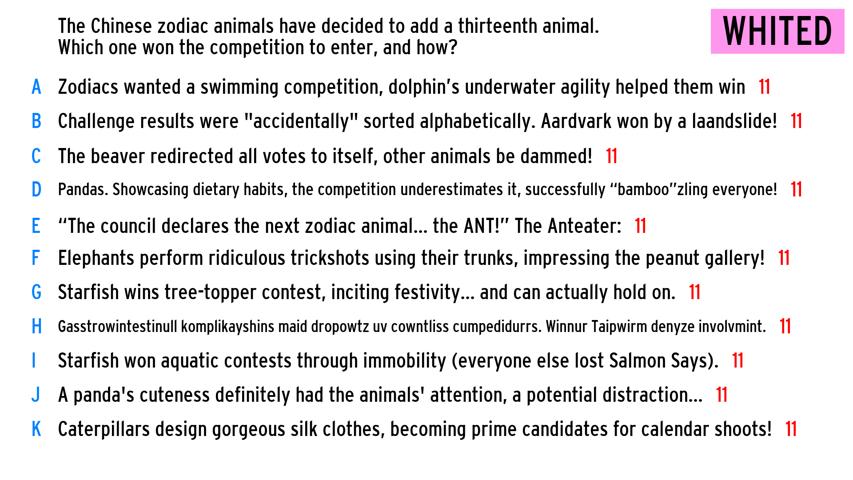 The Chinese zodiac animals have decided to add a thirteenth animal.
Which one won the competition to enter, and how?
WHITED
A Zodiacs wanted a swimming competition, dolphin's underwater agility helped them win 11
B Challenge results were "accidentally" sorted alphabetically. Aardvark won by a laandslide! 11
C The beaver redirected all votes to itself, other animals be dammed! 11
D Pandas. Showcasing dietary habits, the competition underestimates it, successfully “bamboo”zling everyone! 11
E “The council declares the next zodiac animal... the ANT!” The Anteater: 11
F Elephants perform ridiculous trickshots using their trunks, impressing the peanut gallery! 11
G Starfish wins tree-topper contest, inciting festivity... and can actually hold on. 11
H Gasstrowintestinull komplikayshins maid dropowtz uv cowntliss cumpedidurrs. Winnur Taipwirm denyze involvmint. 11
I Starfish won aquatic contests through immobility (everyone else lost Salmon Says). 11
J A panda's cuteness definitely had the animals' attention, a potential distraction... 11
K Caterpillars design gorgeous silk clothes, becoming prime candidates for calendar shoots! 11